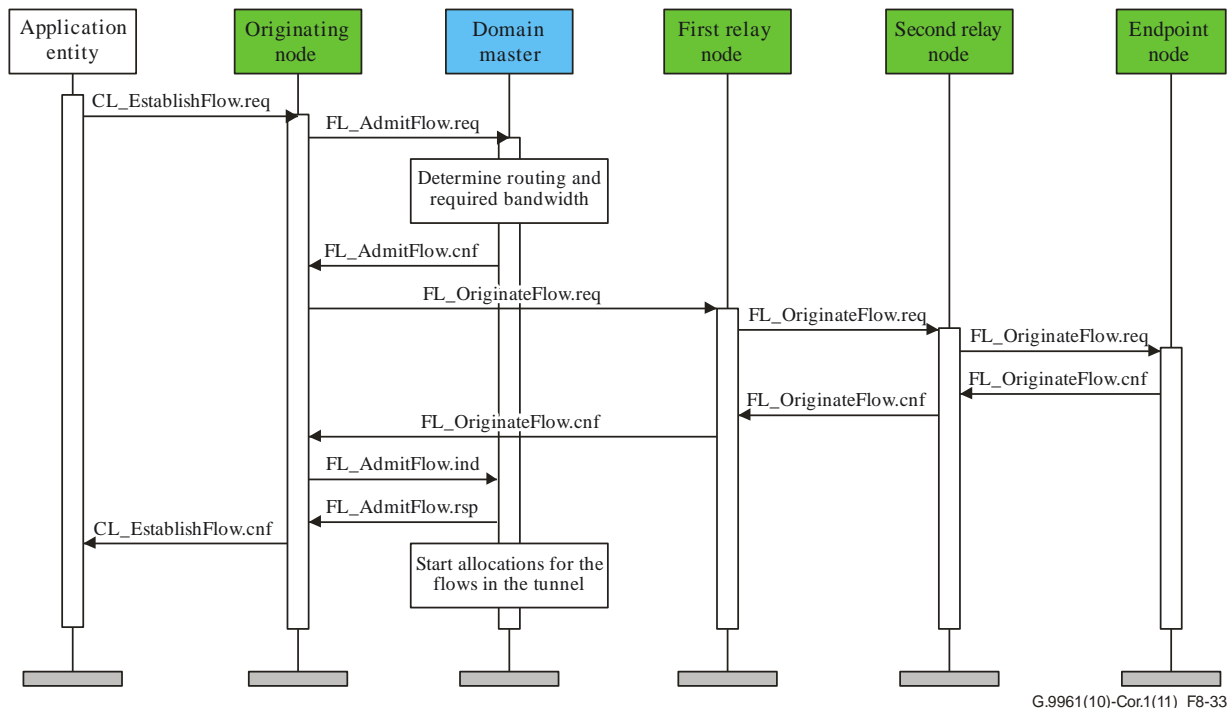 Application
entity
Originating
node
Domain
master
First relay
node
Second relay
node
Endpoint
node
CL_EstablishFlow.req
FL_AdmitFlow.req
Determine routing and
required bandwidth
FL_AdmitFlow.cnf
FL_OriginateFlow.req
FL_OriginateFlow.req
FL_OriginateFlow.req
FL_OriginateFlow.cnf
FL_OriginateFlow.cnf
FL_OriginateFlow.cnf
FL_AdmitFlow.ind
FL_AdmitFlow.rsp
CL_EstablishFlow.cnf
Start allocations for the
flows in the tunnel
G.9961(10)-Cor.1(11) F8-33